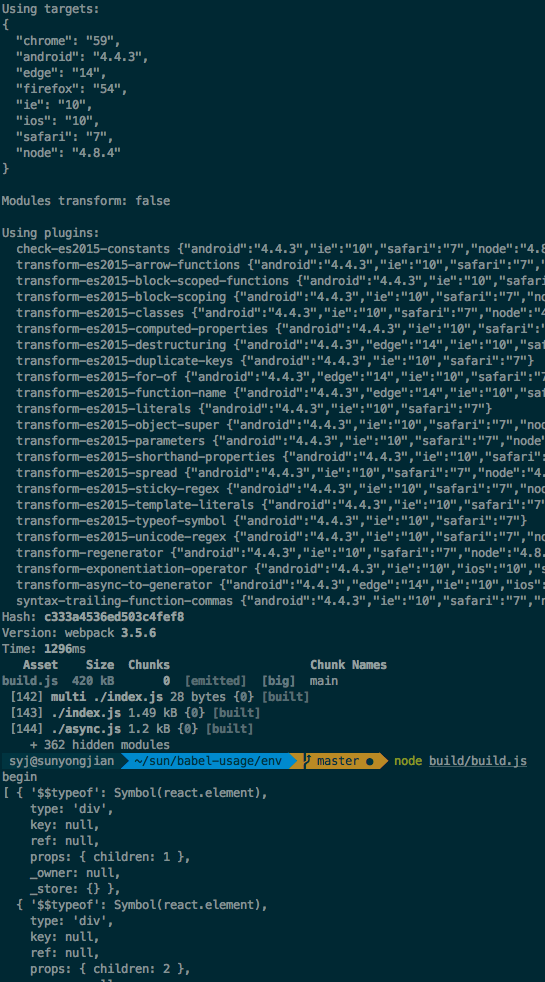 Using targets:
{
  "chrome": "59",
  "android": "4.4.3",
  "edge": "14",
  "firefox": "54",
  "ie": "10",
  "ios": "10",
  "safari": "7",
  "node": "4.8.4"
}

Modules transform: false

Using plugins:
  check-es2015-constants {"android":"4.4.3","ie":"10","safari":"7","node":"4.8
  transform-es2015-arrow-functions {"android":"4.4.3","ie":"10","safari":"7","
  transform-es2015-block-scoped-functions {"android":"4.4.3","ie":"10","safari
  transform-es2015-block-scoping {"android":"4.4.3","ie":"10","safari":"7","no
  transform-es2015-classes {"android":"4.4.3","ie":"10","safari":"7","node":"4
  transform-es2015-computed-properties {"android":"4.4.3","ie":"10","safari":"
  transform-es2015-destructuring {"android":"4.4.3","edge":"14","ie":"10","saf
  transform-es2015-duplicate-keys {"android":"4.4.3","ie":"10","safari":"7"}
  transform-es2015-for-of {"android":"4.4.3","edge":"14","ie":"10","safari":"7
  transform-es2015-function-name {"android":"4.4.3","edge":"14","ie":"10","saf
  transform-es2015-literals {"android":"4.4.3","ie":"10","safari":"7"}
  transform-es2015-object-super {"android":"4.4.3","ie":"10","safari":"7","nod
  transform-es2015-parameters {"android":"4.4.3","ie":"10","safari":"7","node"
  transform-es2015-shorthand-properties {"android":"4.4.3","ie":"10","safari":
  transform-es2015-spread {"android":"4.4.3","ie":"10","safari":"7","node":"4.
  transform-es2015-sticky-regex {"android":"4.4.3","ie":"10","safari":"7","nod
  transform-es2015-template-literals {"android":"4.4.3","ie":"10","safari":"7"
  transform-es2015-typeof-symbol {"android":"4.4.3","ie":"10","safari":"7"}
  transform-es2015-unicode-regex {"android":"4.4.3","ie":"10","safari":"7","no
  transform-regenerator {"android":"4.4.3","ie":"10","safari":"7","node":"4.8.
  transform-exponentiation-operator {"android":"4.4.3","ie":"10","ios":"10","s
  transform-async-to-generator {"android":"4.4.3","edge":"14","ie":"10","ios":
  syntax-trailing-function-commas {"android":"4.4.3","ie":"10","safari":"7","n
Hash: c333a4536ed503c4fef8
Version: webpack 3.5.6
Time: 1296ms
   Asset    Size  Chunks                    Chunk Names
build.js  420 kB       0  [emitted]  [big]  main
 [142] multi ./index.js 28 bytes {0} [built]
 [143] ./index.js 1.49 kB {0} [built]
 [144] ./async.js 1.2 kB {0} [built]
    + 362 hidden modules
 syj@sunyongjian  ~/sun/babel-usage/env  master ●  node build/build.js
begin
[ { '$$typeof': Symbol(react.element),
    type: 'div',
    key: null,
    ref: null,
    props: { children: 1 },
    _owner: null,
    _store: {} },
  { '$$typeof': Symbol(react.element),
    type: 'div',
    key: null,
    ref: null,
    props: { children: 2 },